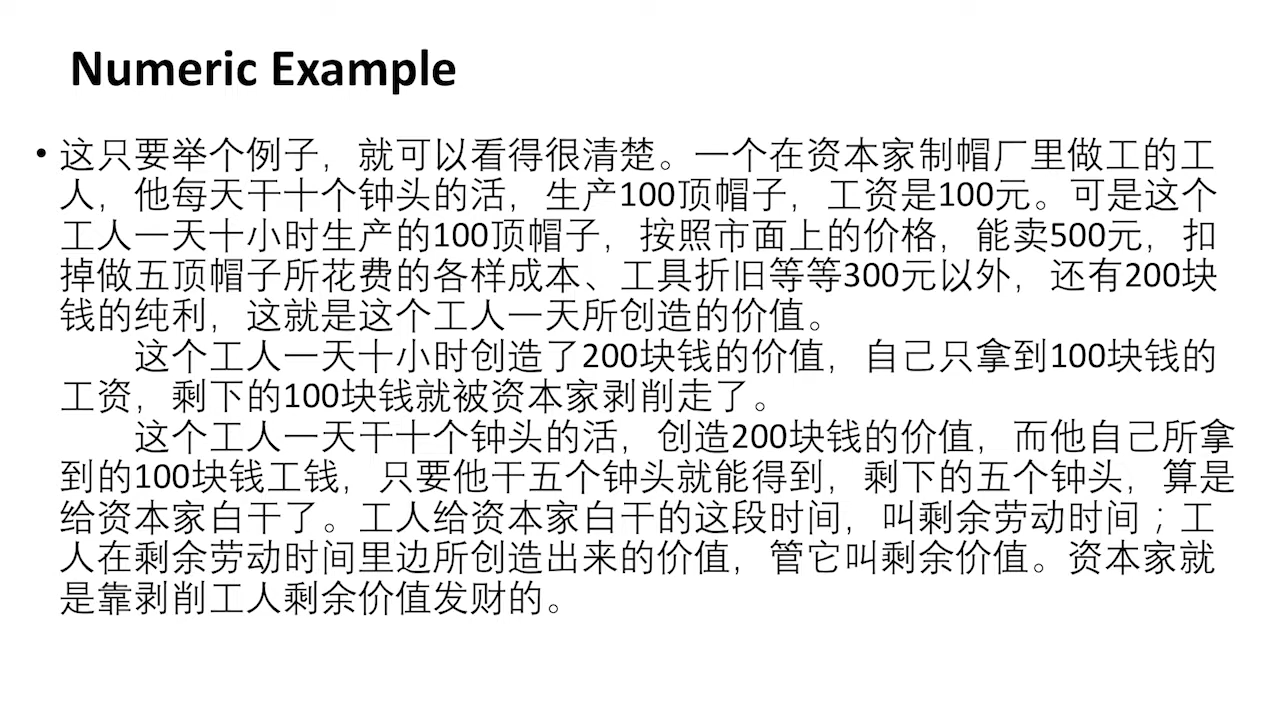 Numeric Example
• 这只要举个例子，就可以看得很清楚。一个在资本家制帽厂里做工的工
人，他每天干十个钟头的活，生产100顶帽子，工资是100元。可是这个
工人一天十小时生产的100顶帽子，按照市面上的价格，能卖500元，扣
掉做五顶帽子所花费的各样成本、工具折旧等等300元以外，还有200块
钱的纯利，这就是这个工人一天所创造的价值。
这个工人一天十小时创造了200块钱的价值，自己只拿到100块钱的
工资，剩下的100块钱就被资本家剥削走了。
这个工人一天干十个钟头的活，创造200块钱的价值，而他自己所拿
到的100块钱工钱，只要他干五个钟头就能得到，剩下的五个钟头，算是
给资本家白干了。工人给资本家白干的这段时间，叫剩余劳动时间；工
人在剩余劳动时间里边所创造出来的价值，管它叫剩余价值。资本家就
是靠剥削工人剩余价值发财的。